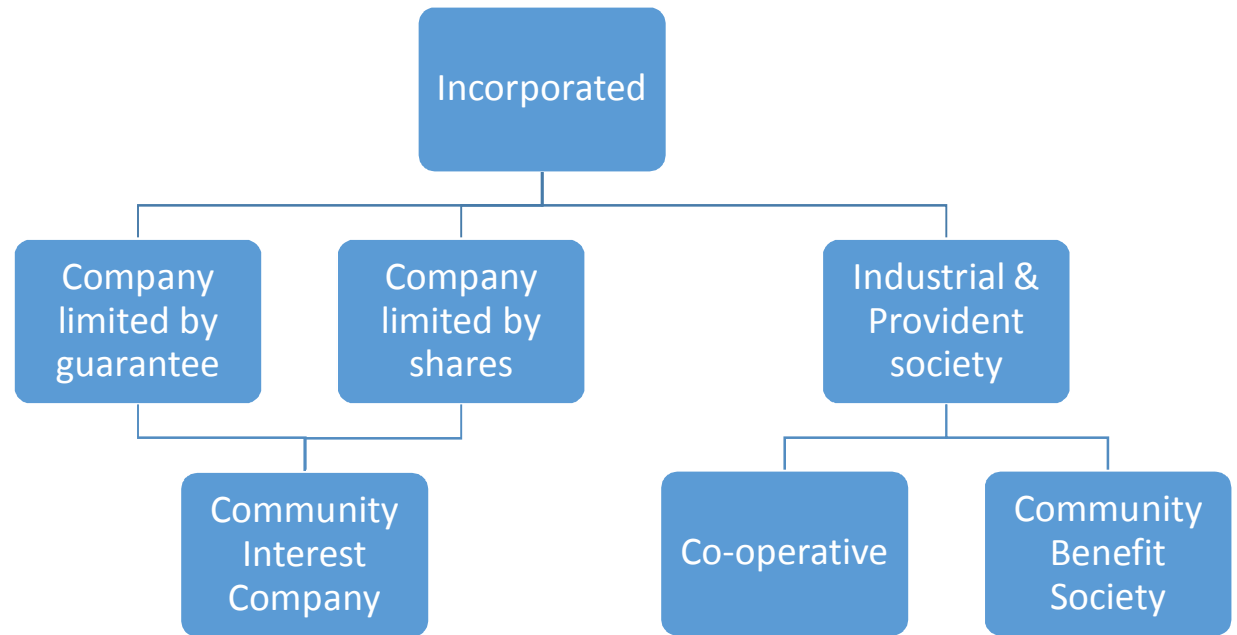 Incorporated
Company
limited by
guarantee
Company
limited by
shares
Industrial &
Provident
society
Community
Interest
Company
Co-operative
Community
Benefit
Society